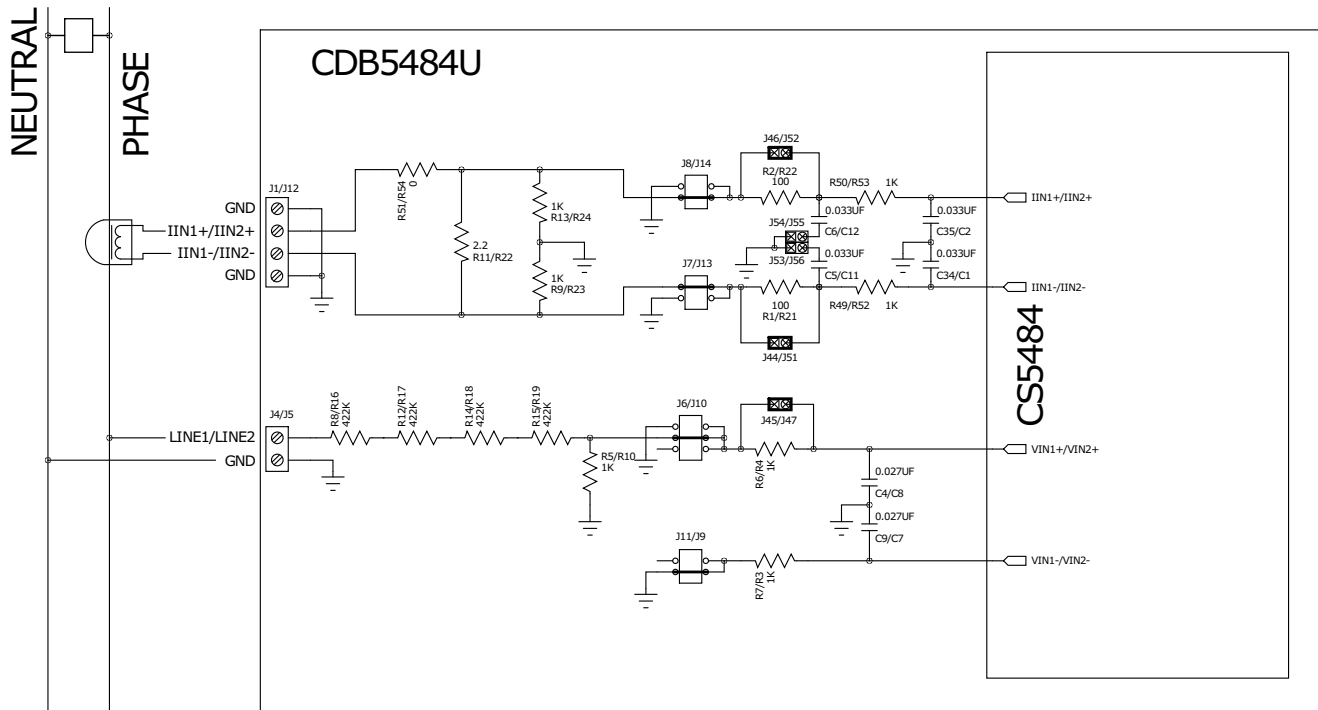 NEUTRAL
PHASE
CDB5484U
J1/J12
GND
IIN1+/IIN2+
IIN1-/IIN2-
GND
R51/R54
0
2.2
R11/R22
1K
R13/R24
1K
R9/R23
J8/J14
J7/J13
J46/J52
R2/R22
100
R50/R53
1K
0.033UF
C6/C12
J54/J55
J53/J56
0.033UF
C5/C11
0.033UF
C35/C2
0.033UF
C34/C1
100
R1/R21
R49/R52
1K
J44/J51
IIN1+/IIN2+
IIN1-/IIN2-
CS5484
J4/J5
LINE1/LINE2
GND
R8/R16
422K
R12/R17
422K
R14/R18
422K
R15/R19
422K
R5/R10
1K
J6/J10
J45/J47
R6/R4
1K
0.027UF
C4/C8
0.027UF
C9/C7
J11/J9
R7/R3
1K
VIN1+/VIN2+
VIN1-/VIN2-